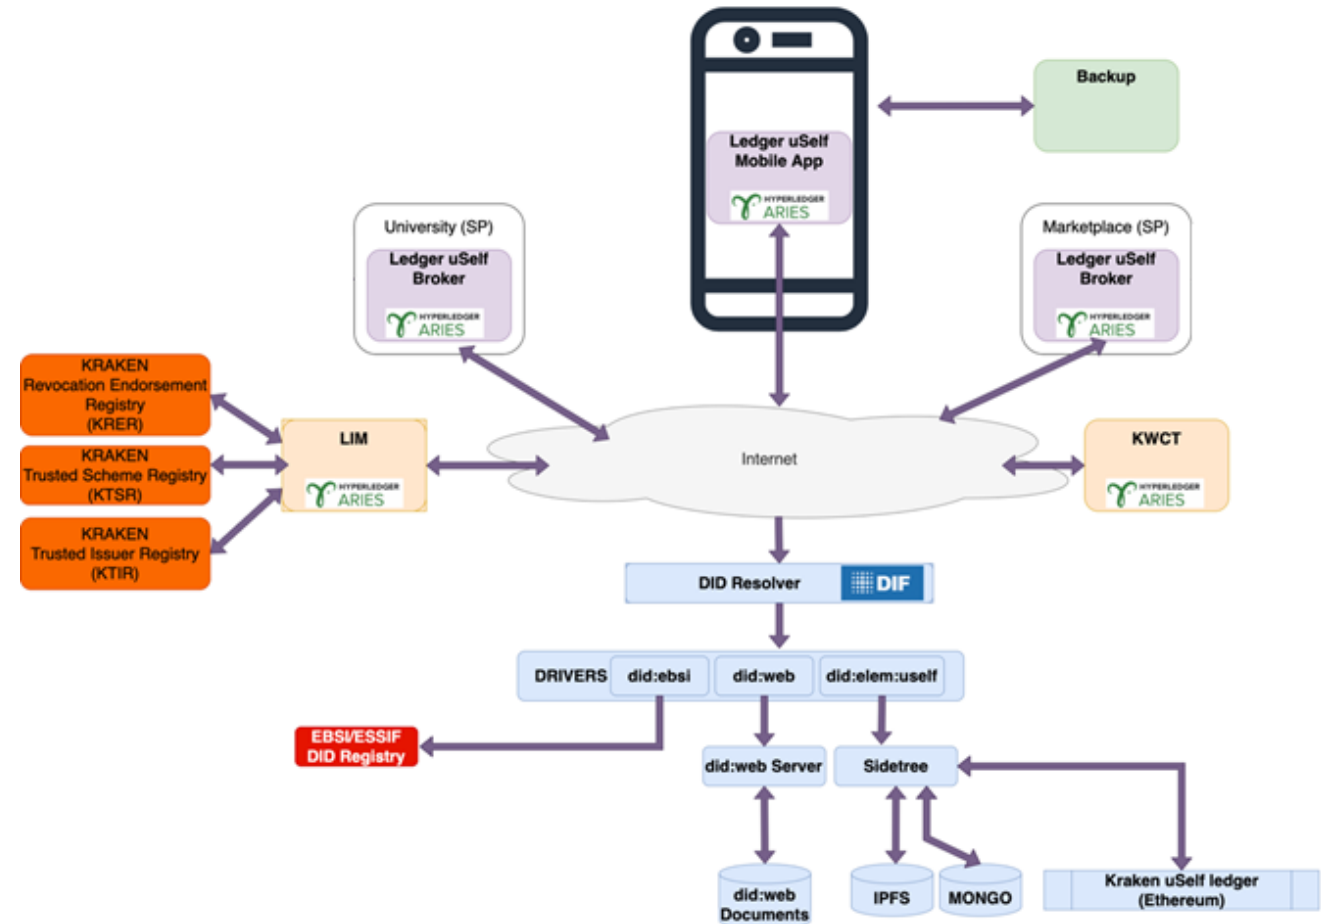 Backup
Ledger uSelf
Mobile App
HYPERLEDGER
ARIES
University (SP)
Ledger uSelf
Broker
HYPERLEDGER
ARIES
Marketplace (SP)
Ledger uSelf
Broker
HYPERLEDGER
ARIES
KRAKEN
Revocation Endorsement
Registry
(KRER)
KRAKEN
Trusted Scheme Registry
(KTSR)
KRAKEN
Trusted Issuer Registry
(KTIR)
LIM
HYPERLEDGER
ARIES
Internet
KWCT
HYPERLEDGER
ARIES
DID Resolver
DIF
DRIVERS
did:ebsi
did:web
did:elem:uself
EBSI/ESSIF
DID Registry
did:web Server
Sidetree
did:web
Documents
IPFS
MONGO
Kraken uSelf ledger
(Ethereum)